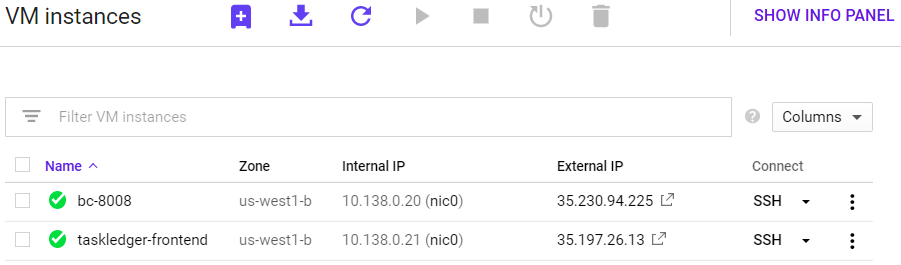 VM instances SHOW INFO PANEL
Filter VM instances ? Columns
Name Zone Internal IP External IP Connect
bc-8008 us-west1-b 10.138.0.20 (nic0) 35.230.94.225 SSH
taskledger-frontend us-west1-b 10.138.0.21 (nic0) 35.197.26.13 SSH